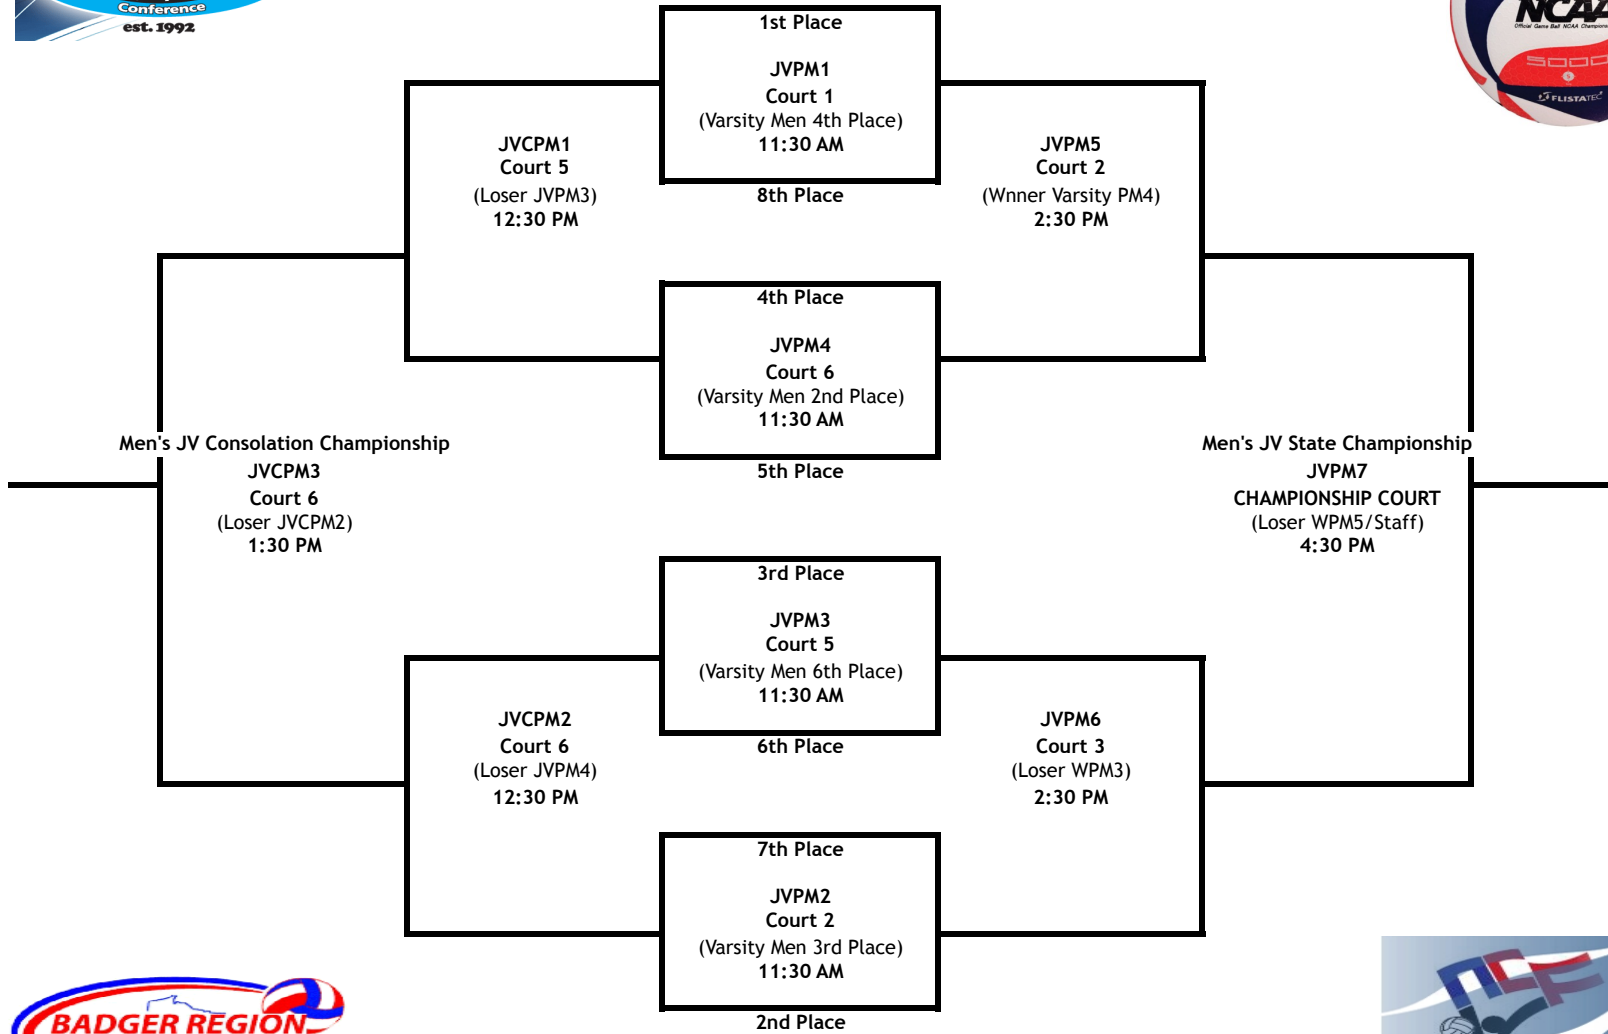 Conference
est. 1992
NCAA
5000
FLISTATEC
1st Place
JVPM1
Court 1
(Varsity Men 4th Place)
11:30 AM
8th Place
JVCPM1
Court 5
(Loser JVPM3)
12:30 PM
JVPM5
Court 2
(Wnner Varsity PM4)
2:30 PM
4th Place
JVPM4
Court 6
(Varsity Men 2nd Place)
11:30 AM
5th Place
Men's JV Consolation Championship
JVCPM3
Court 6
(Loser JVCPM2)
1:30 PM
Men's JV State Championship
JVPM7
CHAMPIONSHIP COURT
(Loser WPM5/Staff)
4:30 PM
3rd Place
JVPM3
Court 5
(Varsity Men 6th Place)
11:30 AM
6th Place
JVCPM2
Court 6
(Loser JVPM4)
12:30 PM
JVPM6
Court 3
(Loser WPM3)
2:30 PM
7th Place
JVPM2
Court 2
(Varsity Men 3rd Place)
11:30 AM
2nd Place
BADGER REGION